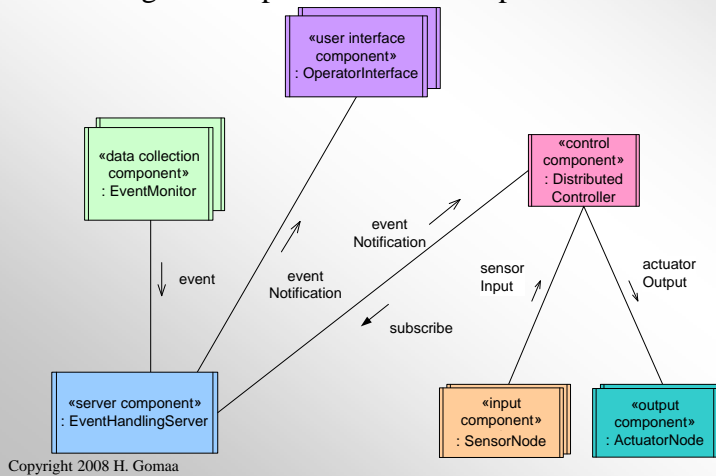 «user interface
component»
: OperatorInterface
«data collection
component»
: EventMonitor
«control
component»
: Distributed
Controller
event
Notification
event
event
Notification
sensor
Input
actuator
Output
subscribe
«server component»
: EventHandlingServer
«input
component»
: SensorNode
«output
component»
: ActuatorNode
Copyright 2008 H. Gomaa